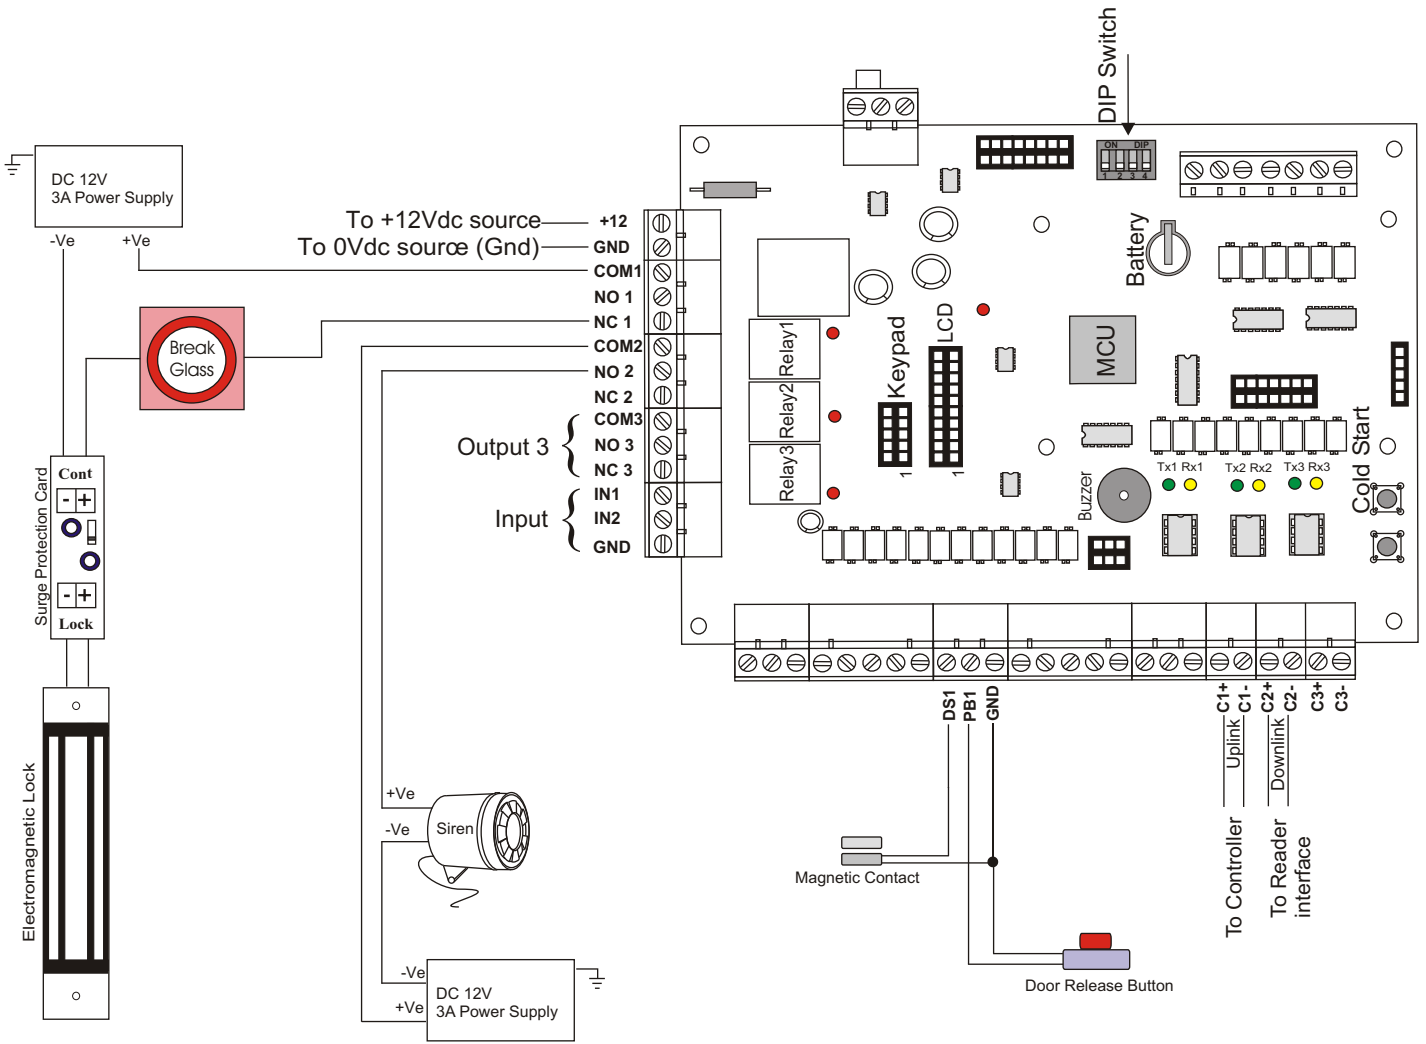 DIP Switch
ON DIP
1 2 3 4
DC 12V
3A Power Supply
-Ve
+Ve
To +12Vdc source
+12
To 0Vdc source (Gnd)
GND
COM1
NO 1
NC 1
COM2
NO 2
NC 2
COM3
NO 3
NC 3
Output 3
IN1
IN2
GND
Input
Break
Glass
Relay1
Relay2
Relay3
Keypad
1
LCD
1
Battery
MCU
Buzzer
Tx1 Rx1
Tx2 Rx2
Tx3 Rx3
Cold Start
Surge Protection Card
Cont
- +
- +
Lock
Electromagnetic Lock
+Ve
-Ve
Siren
-Ve
+Ve
DC 12V
3A Power Supply
DS1
PB1
GND
C1+
C1-
C2+
C2-
C3+
C3-
Uplink
Downlink
To Controller
To Reader
interface
Magnetic Contact
Door Release Button